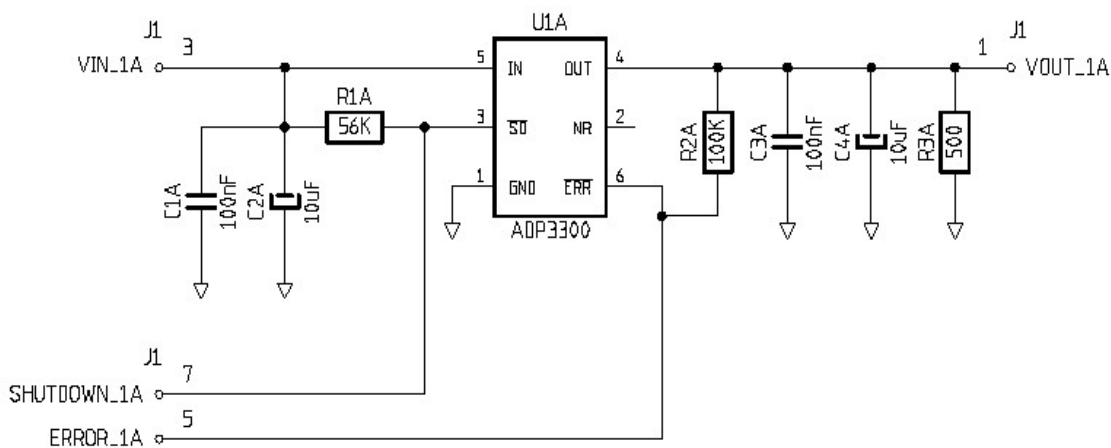 J1
3
VIN_1A
R1A
56K
C1A
100nF
C2A
10uF
U1A
5
IN
OUT
4
3
SD
NR
2
1
GND
ERR
6
ADP3300
R2A
100K
C3A
100nF
C4A
10uF
R3A
500
J1
1
VOUT_1A
J1
7
SHUTDOWN_1A
5
ERROR_1A